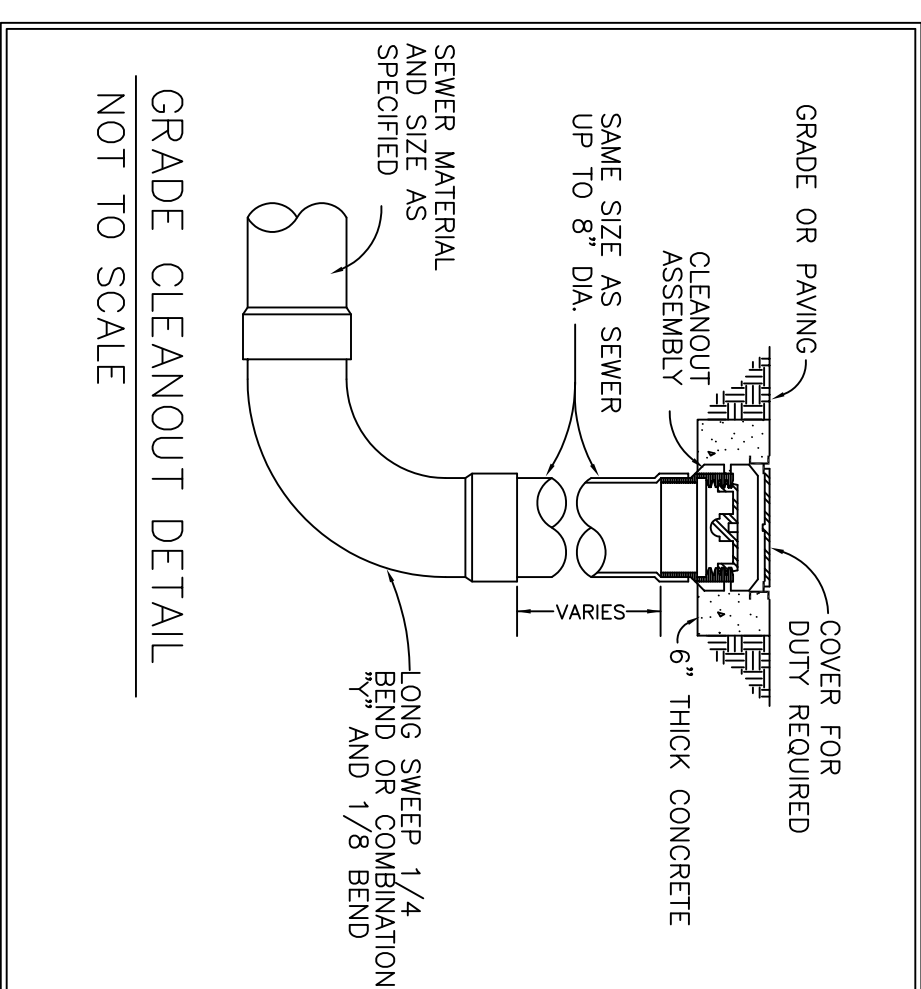 GRADE OR PAVING
COVER FOR
DUTY REQUIRED
CLEANOUT
ASSEMBLY
6" THICK CONCRETE
SAME SIZE AS SEWER
UP TO 8" DIA.
VARIES
SEWER MATERIAL
AND SIZE AS
SPECIFIED
LONG SWEEP 1/4
BEND OR COMBINATION
"Y" AND 1/8 BEND
GRADE CLEANOUT DETAIL
NOT TO SCALE